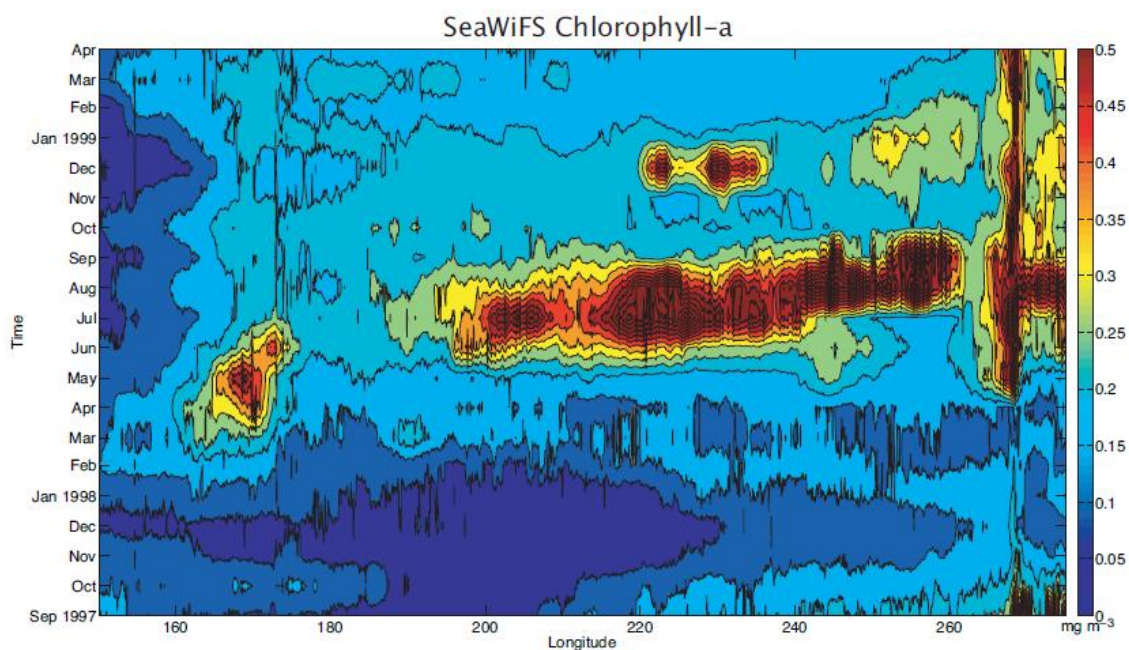 SeaWiFS Chlorophyll-a
Apr
Mar
Feb
Jan 1999
Dec
Nov
Oct
Sep
Aug
Jul
Jun
May
Apr
Mar
Feb
Jan 1998
Dec
Nov
Oct
Sep 1997
Time
160
180
200
220
240
260
Longitude
0.5
0.45
0.4
0.35
0.3
0.25
0.2
0.15
0.1
0.05
0
mg m-3